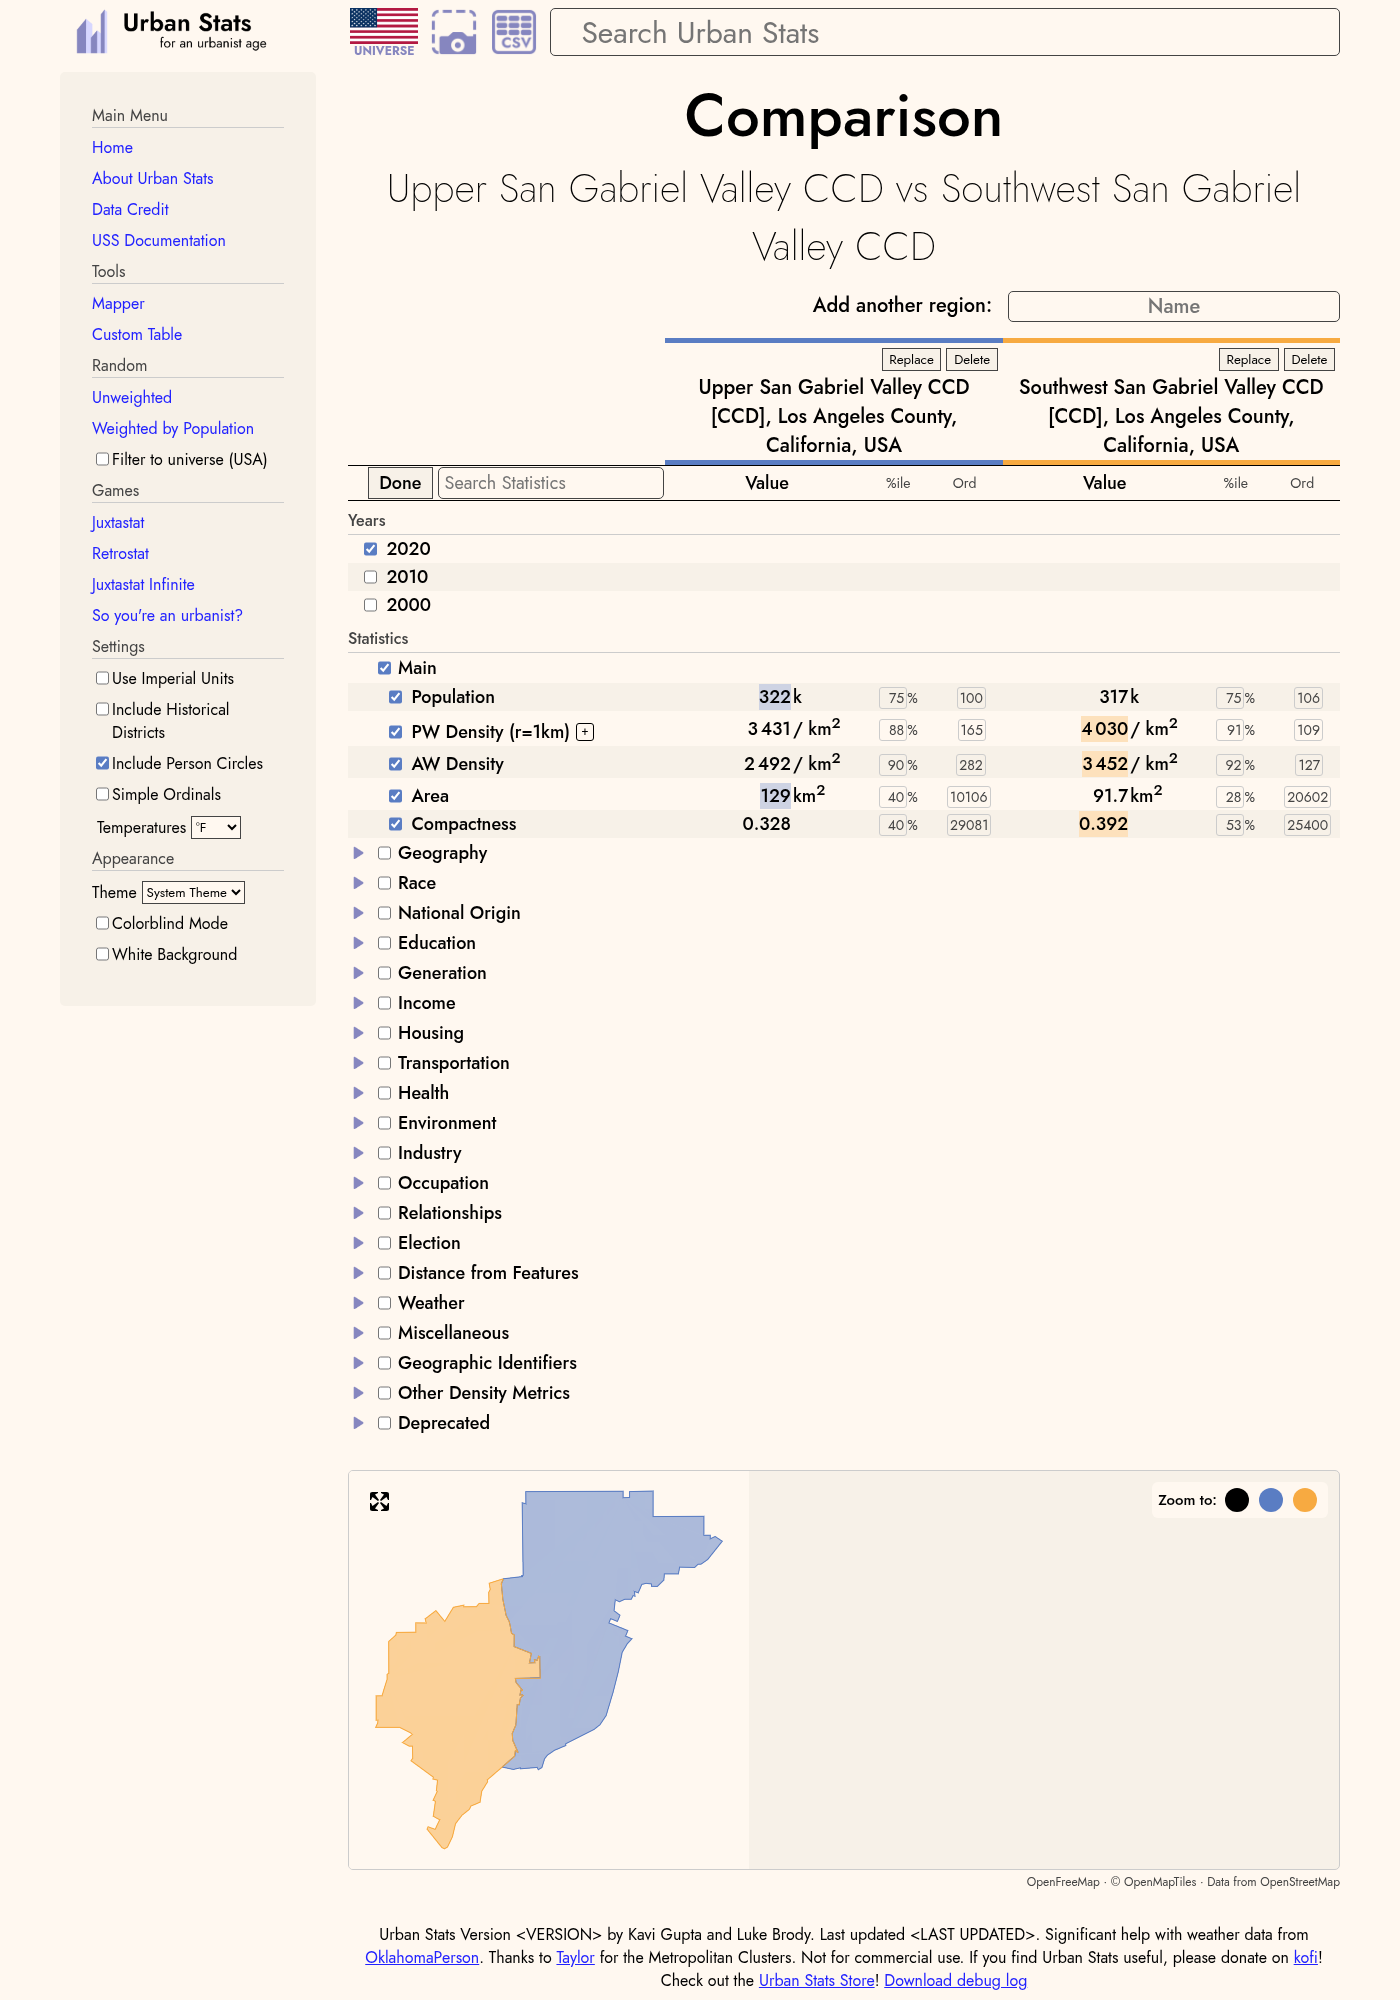 Urban Stats
for an urbanist age
UNIVERSE
CSV
Search Urban Stats
Main Menu
Home
About Urban Stats
Data Credit
USS Documentation
Tools
Mapper
Custom Table
Random
Unweighted
Weighted by Population
Filter to universe (USA)
Games
Juxtastat
Retrostat
Juxtastat Infinite
So you're an urbanist?
Settings
Use Imperial Units
Include Historical
Districts
Include Person Circles
Simple Ordinals
Temperatures °F
Appearance
Theme System Theme
Colorblind Mode
White Background
Comparison
Upper San Gabriel Valley CCD vs Southwest San Gabriel
Valley CCD
Add another region: Name
Replace Delete Replace Delete
Upper San Gabriel Valley CCD
[CCD], Los Angeles County,
California, USA
Southwest San Gabriel Valley CCD
[CCD], Los Angeles County,
California, USA
Done Search Statistics Value %ile Ord Value %ile Ord
Years
2020
2010
2000
Statistics
Main
Population 322k 75% 100 317k 75% 106
PW Density (r=1km) + 3 431/ km² 88% 165 4 030/ km² 91% 109
AW Density 2 492/ km² 90% 282 3 452/ km² 92% 127
Area 129km² 40% 10106 91.7km² 28% 20602
Compactness 0.328 40% 29081 0.392 53% 25400
Geography
Race
National Origin
Education
Generation
Income
Housing
Transportation
Health
Environment
Industry
Occupation
Relationships
Election
Distance from Features
Weather
Miscellaneous
Geographic Identifiers
Other Density Metrics
Deprecated
Zoom to:
OpenFreeMap · © OpenMapTiles · Data from OpenStreetMap
Urban Stats Version <VERSION> by Kavi Gupta and Luke Brody. Last updated <LAST UPDATED>. Significant help with weather data from
OklahomaPerson. Thanks to Taylor for the Metropolitan Clusters. Not for commercial use. If you find Urban Stats useful, please donate on kofi!
Check out the Urban Stats Store! Download debug log